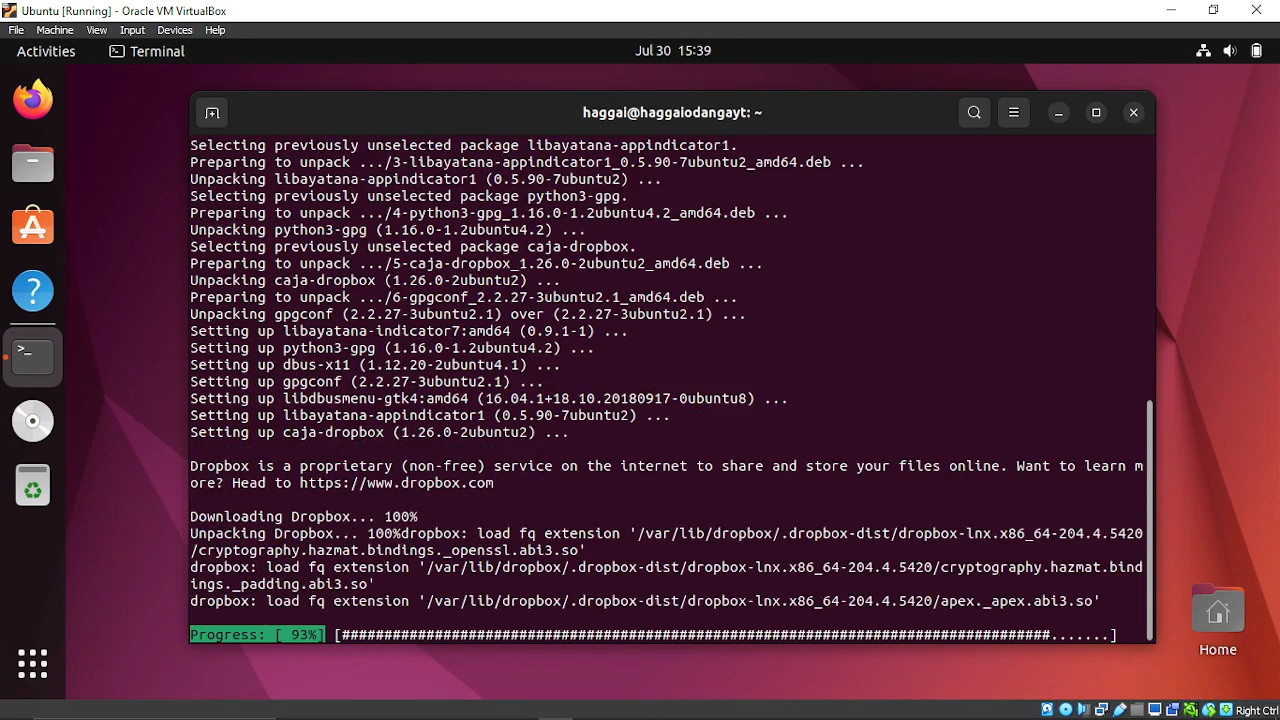 Ubuntu [Running] - Oracle VM VirtualBox
File Machine View Input Devices Help
Activities Terminal Jul 30 15:39
haggai@haggaiodangayt: ~
Selecting previously unselected package libayatana-appindicator1.
Preparing to unpack .../3-libayatana-appindicator1_0.5.90-7ubuntu2_amd64.deb ...
Unpacking libayatana-appindicator1 (0.5.90-7ubuntu2) ...
Selecting previously unselected package python3-gpg.
Preparing to unpack .../4-python3-gpg_1.16.0-1.2ubuntu4.2_amd64.deb ...
Unpacking python3-gpg (1.16.0-1.2ubuntu4.2) ...
Selecting previously unselected package caja-dropbox.
Preparing to unpack .../5-caja-dropbox_1.26.0-2ubuntu2_amd64.deb ...
Unpacking caja-dropbox (1.26.0-2ubuntu2) ...
Preparing to unpack .../6-gpgconf_2.2.27-3ubuntu2.1_amd64.deb ...
Unpacking gpgconf (2.2.27-3ubuntu2.1) over (2.2.27-3ubuntu2.1) ...
Setting up libayatana-indicator7:amd64 (0.9.1-1) ...
Setting up python3-gpg (1.16.0-1.2ubuntu4.2) ...
Setting up dbus-x11 (1.12.20-2ubuntu4.1) ...
Setting up gpgconf (2.2.27-3ubuntu2.1) ...
Setting up libdbusmenu-gtk4:amd64 (16.04.1+18.10.20180917-0ubuntu8) ...
Setting up libayatana-appindicator1 (0.5.90-7ubuntu2) ...
Setting up caja-dropbox (1.26.0-2ubuntu2) ...
Dropbox is a proprietary (non-free) service on the internet to share and store your files online. Want to learn m
ore? Head to https://www.dropbox.com
Downloading Dropbox... 100%
Unpacking Dropbox... 100%dropbox: load fq extension '/var/lib/dropbox/.dropbox-dist/dropbox-lnx.x86_64-204.4.5420
/cryptography.hazmat.bindings._openssl.abi3.so'
dropbox: load fq extension '/var/lib/dropbox/.dropbox-dist/dropbox-lnx.x86_64-204.4.5420/cryptography.hazmat.bind
ings._padding.abi3.so'
dropbox: load fq extension '/var/lib/dropbox/.dropbox-dist/dropbox-lnx.x86_64-204.4.5420/apex._apex.abi3.so'
Progress: [ 93%] [####################################################################################.......]
Home
Right Ctrl